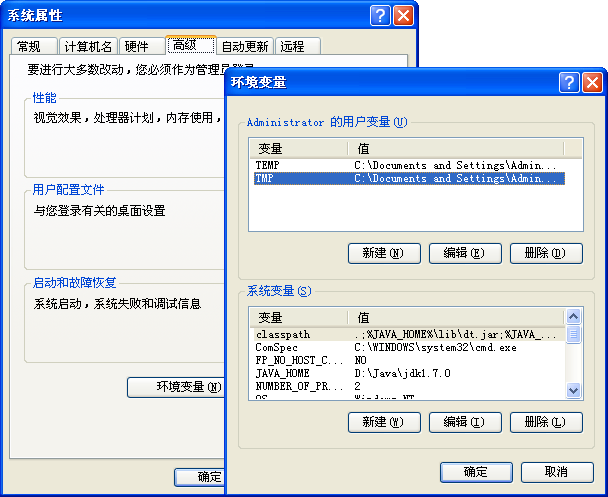 系统属性
常规 计算机名 硬件 高级 自动更新 远程
要进行大多数改动，您必须作为管理员登录
性能
视觉效果，处理器计划，内存使用，
用户配置文件
与您登录有关的桌面设置
启动和故障恢复
系统启动，系统失败和调试信息
环境变量(N)
确定
环境变量
Administrator 的用户变量(U)
变量 值
TEMP C:\Documents and Settings\Admin...
TMP C:\Documents and Settings\Admin...
新建(N) 编辑(E) 删除(D)
系统变量(S)
变量 值
classpath .;%JAVA_HOME%\lib\dt.jar;%JAVA_...
ComSpec C:\WINDOWS\system32\cmd.exe
FP_NO_HOST_C... NO
JAVA_HOME D:\Java\jdk1.7.0
NUMBER_OF_PR... 2
OS Windows_NT
新建(W) 编辑(I) 删除(L)
确定 取消